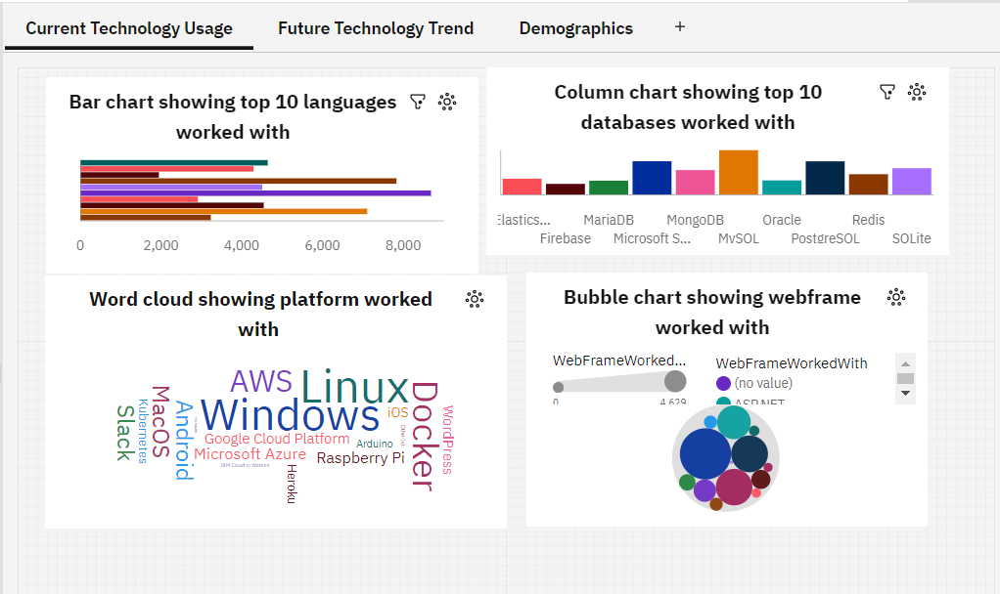 Current Technology Usage
Future Technology Trend
Demographics
+
Bar chart showing top 10 languages
worked with
0
2,000
4,000
6,000
8,000
Column chart showing top 10
databases worked with
Elastics...
MariaDB
MongoDB
Oracle
Redis
Firebase
Microsoft S...
MySQL
PostgreSQL
SQLite
Word cloud showing platform worked
with
AWS
Linux
Windows
Docker
MacOS
Android
Slack
Kubernetes
iOS
WordPress
Google Cloud Platform
Arduino
Microsoft Azure
Raspberry Pi
IBM Cloud or Watson
Heroku
Bubble chart showing webframe
worked with
WebFrameWorked...
0
4,629
WebFrameWorkedWith
(no value)
ASP.NET